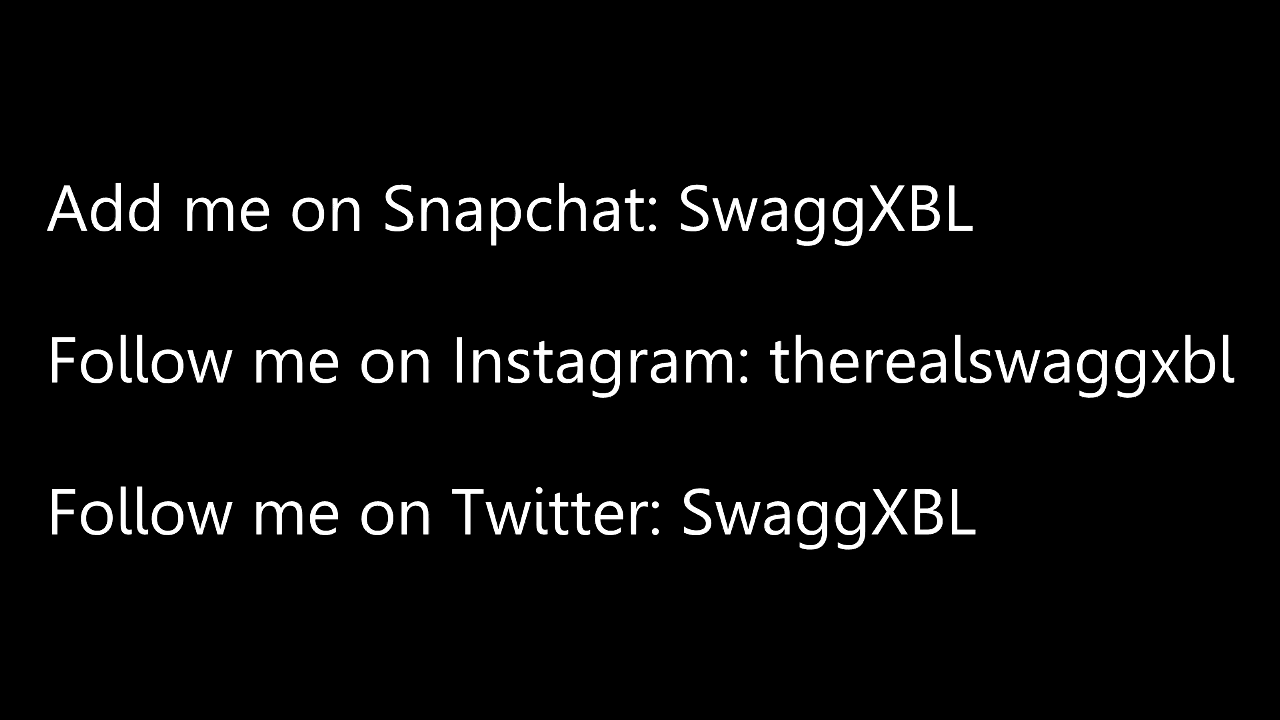 Add me on Snapchat: SwaggXBL
Follow me on Instagram: therealswaggxbl
Follow me on Twitter: SwaggXBL